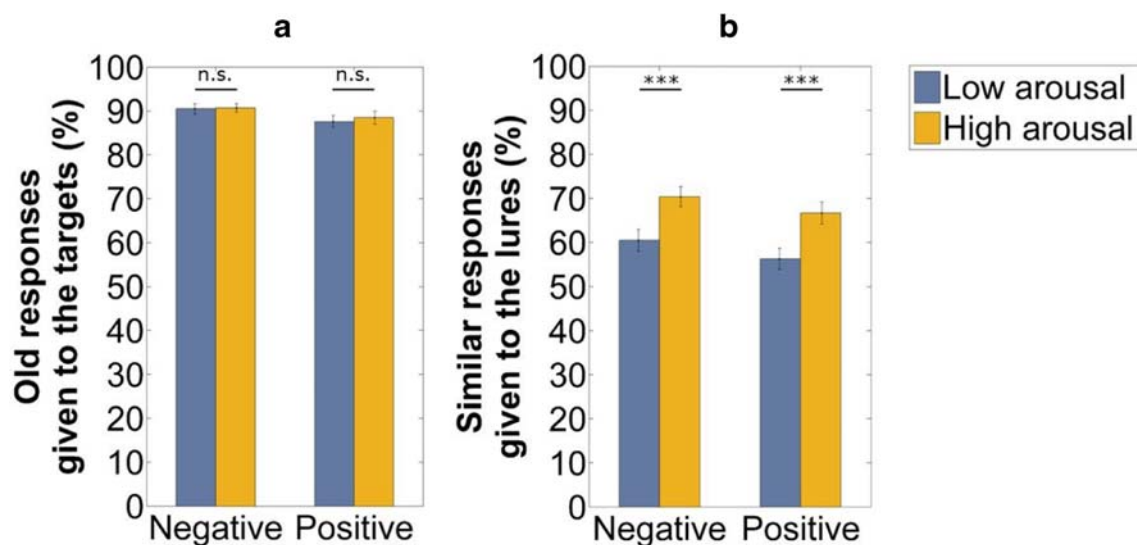 a
100
90
80
70
60
50
40
30
20
10
0
Old responses
given to the targets (%)
n.s.
n.s.
Negative
Positive
b
100
90
80
70
60
50
40
30
20
10
0
Similar responses
given to the lures (%)
***
***
Negative
Positive
Low arousal
High arousal